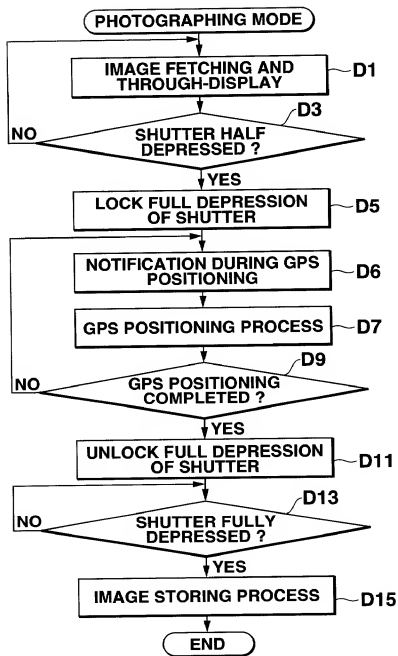 PHOTOGRAPHING MODE
IMAGE FETCHING AND
THROUGH-DISPLAY
D1
D3
SHUTTER HALF
DEPRESSED ?
NO
YES
LOCK FULL DEPRESSION
OF SHUTTER
D5
NOTIFICATION DURING GPS
POSITIONING
D6
GPS POSITIONING PROCESS
D7
D9
GPS POSITIONING
COMPLETED ?
NO
YES
UNLOCK FULL DEPRESSION
OF SHUTTER
D11
D13
SHUTTER FULLY
DEPRESSED ?
NO
YES
IMAGE STORING PROCESS
D15
END